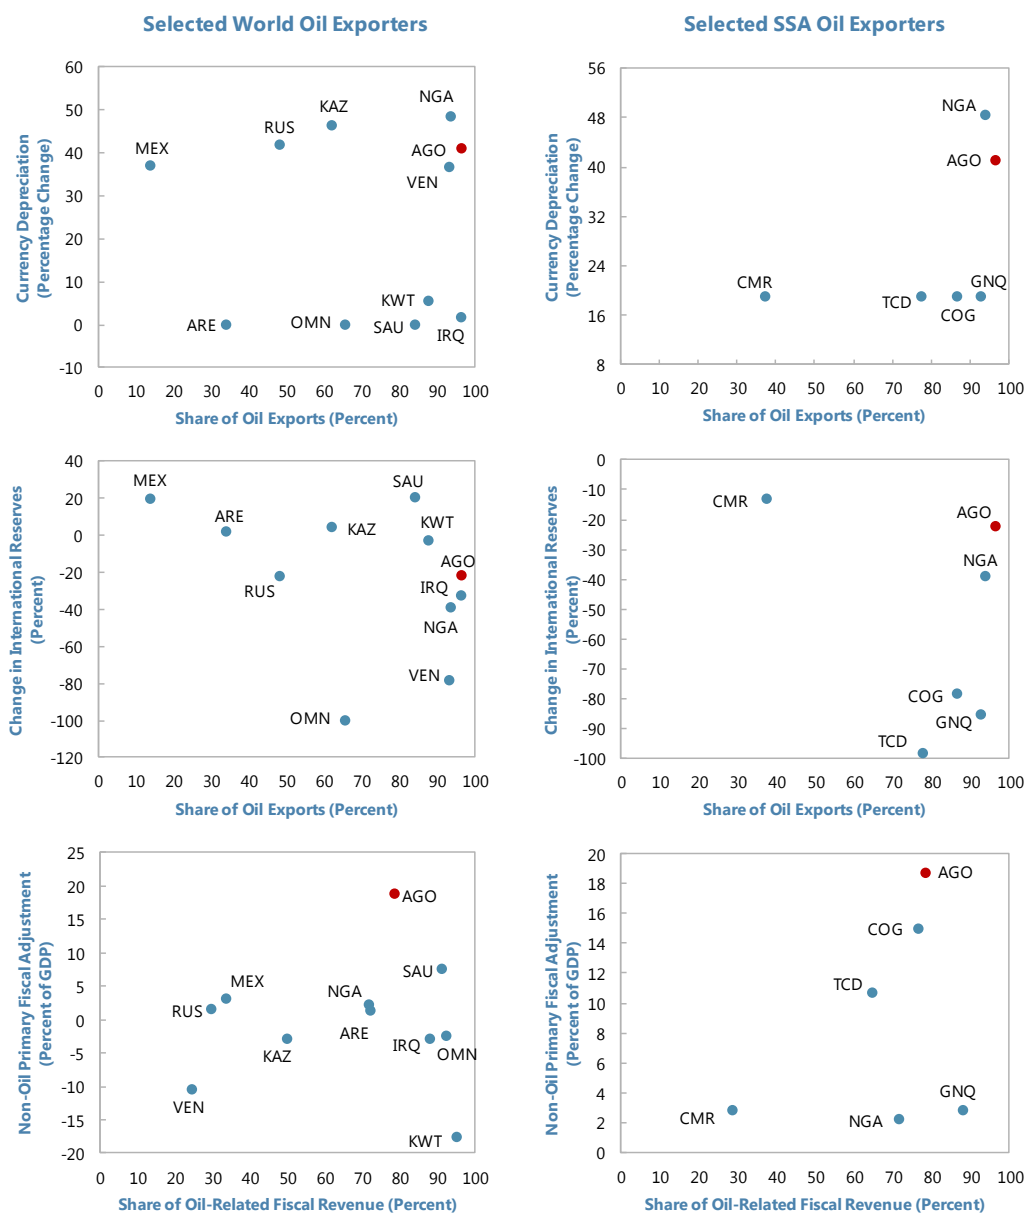 Selected World Oil Exporters
Selected SSA Oil Exporters
Currency Depreciation
(Percentage Change)
60
50
40
30
20
10
0
-10
MEX
RUS
KAZ
NGA
AGO
VEN
ARE
OMN
KWT
SAU
IRQ
0 10 20 30 40 50 60 70 80 90 100
Share of Oil Exports (Percent)
Currency Depreciation
(Percentage Change)
56
48
40
32
24
16
8
NGA
AGO
CMR
TCD
COG
GNQ
0 10 20 30 40 50 60 70 80 90 100
Share of Oil Exports (Percent)
Change in International Reserves
(Percent)
40
20
0
-20
-40
-60
-80
-100
-120
MEX
ARE
RUS
KAZ
SAU
KWT
AGO
IRQ
NGA
VEN
OMN
0 10 20 30 40 50 60 70 80 90 100
Share of Oil Exports (Percent)
Change in International Reserves
(Percent)
0
-10
-20
-30
-40
-50
-60
-70
-80
-90
-100
CMR
AGO
NGA
COG
GNQ
TCD
0 10 20 30 40 50 60 70 80 90 100
Share of Oil Exports (Percent)
Non-Oil Primary Fiscal Adjustment
(Percent of GDP)
25
20
15
10
5
0
-5
-10
-15
-20
AGO
SAU
MEX
RUS
NGA
ARE
KAZ
IRQ
OMN
VEN
KWT
0 10 20 30 40 50 60 70 80 90 100
Share of Oil-Related Fiscal Revenue (Percent)
Non-Oil Primary Fiscal Adjustment
(Percent of GDP)
20
18
16
14
12
10
8
6
4
2
0
AGO
COG
TCD
GNQ
CMR
NGA
0 10 20 30 40 50 60 70 80 90 100
Share of Oil-Related Fiscal Revenue (Percent)